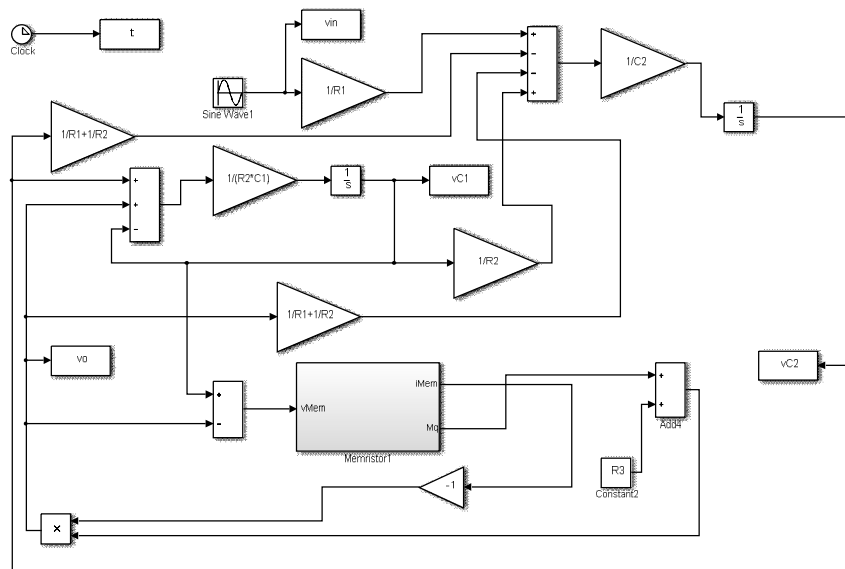 Clock
t
vin
Sine Wave1
1/R1
+
−
−
+
1/C2
1
s
1/R1+1/R2
+
+
−
1/(R2*C1)
1
s
vC1
1/R2
1/R1+1/R2
vo
vC2
+
−
vMem
iMem
Mq
Memristor1
+
+
Add4
R3
Constant2
-1
×